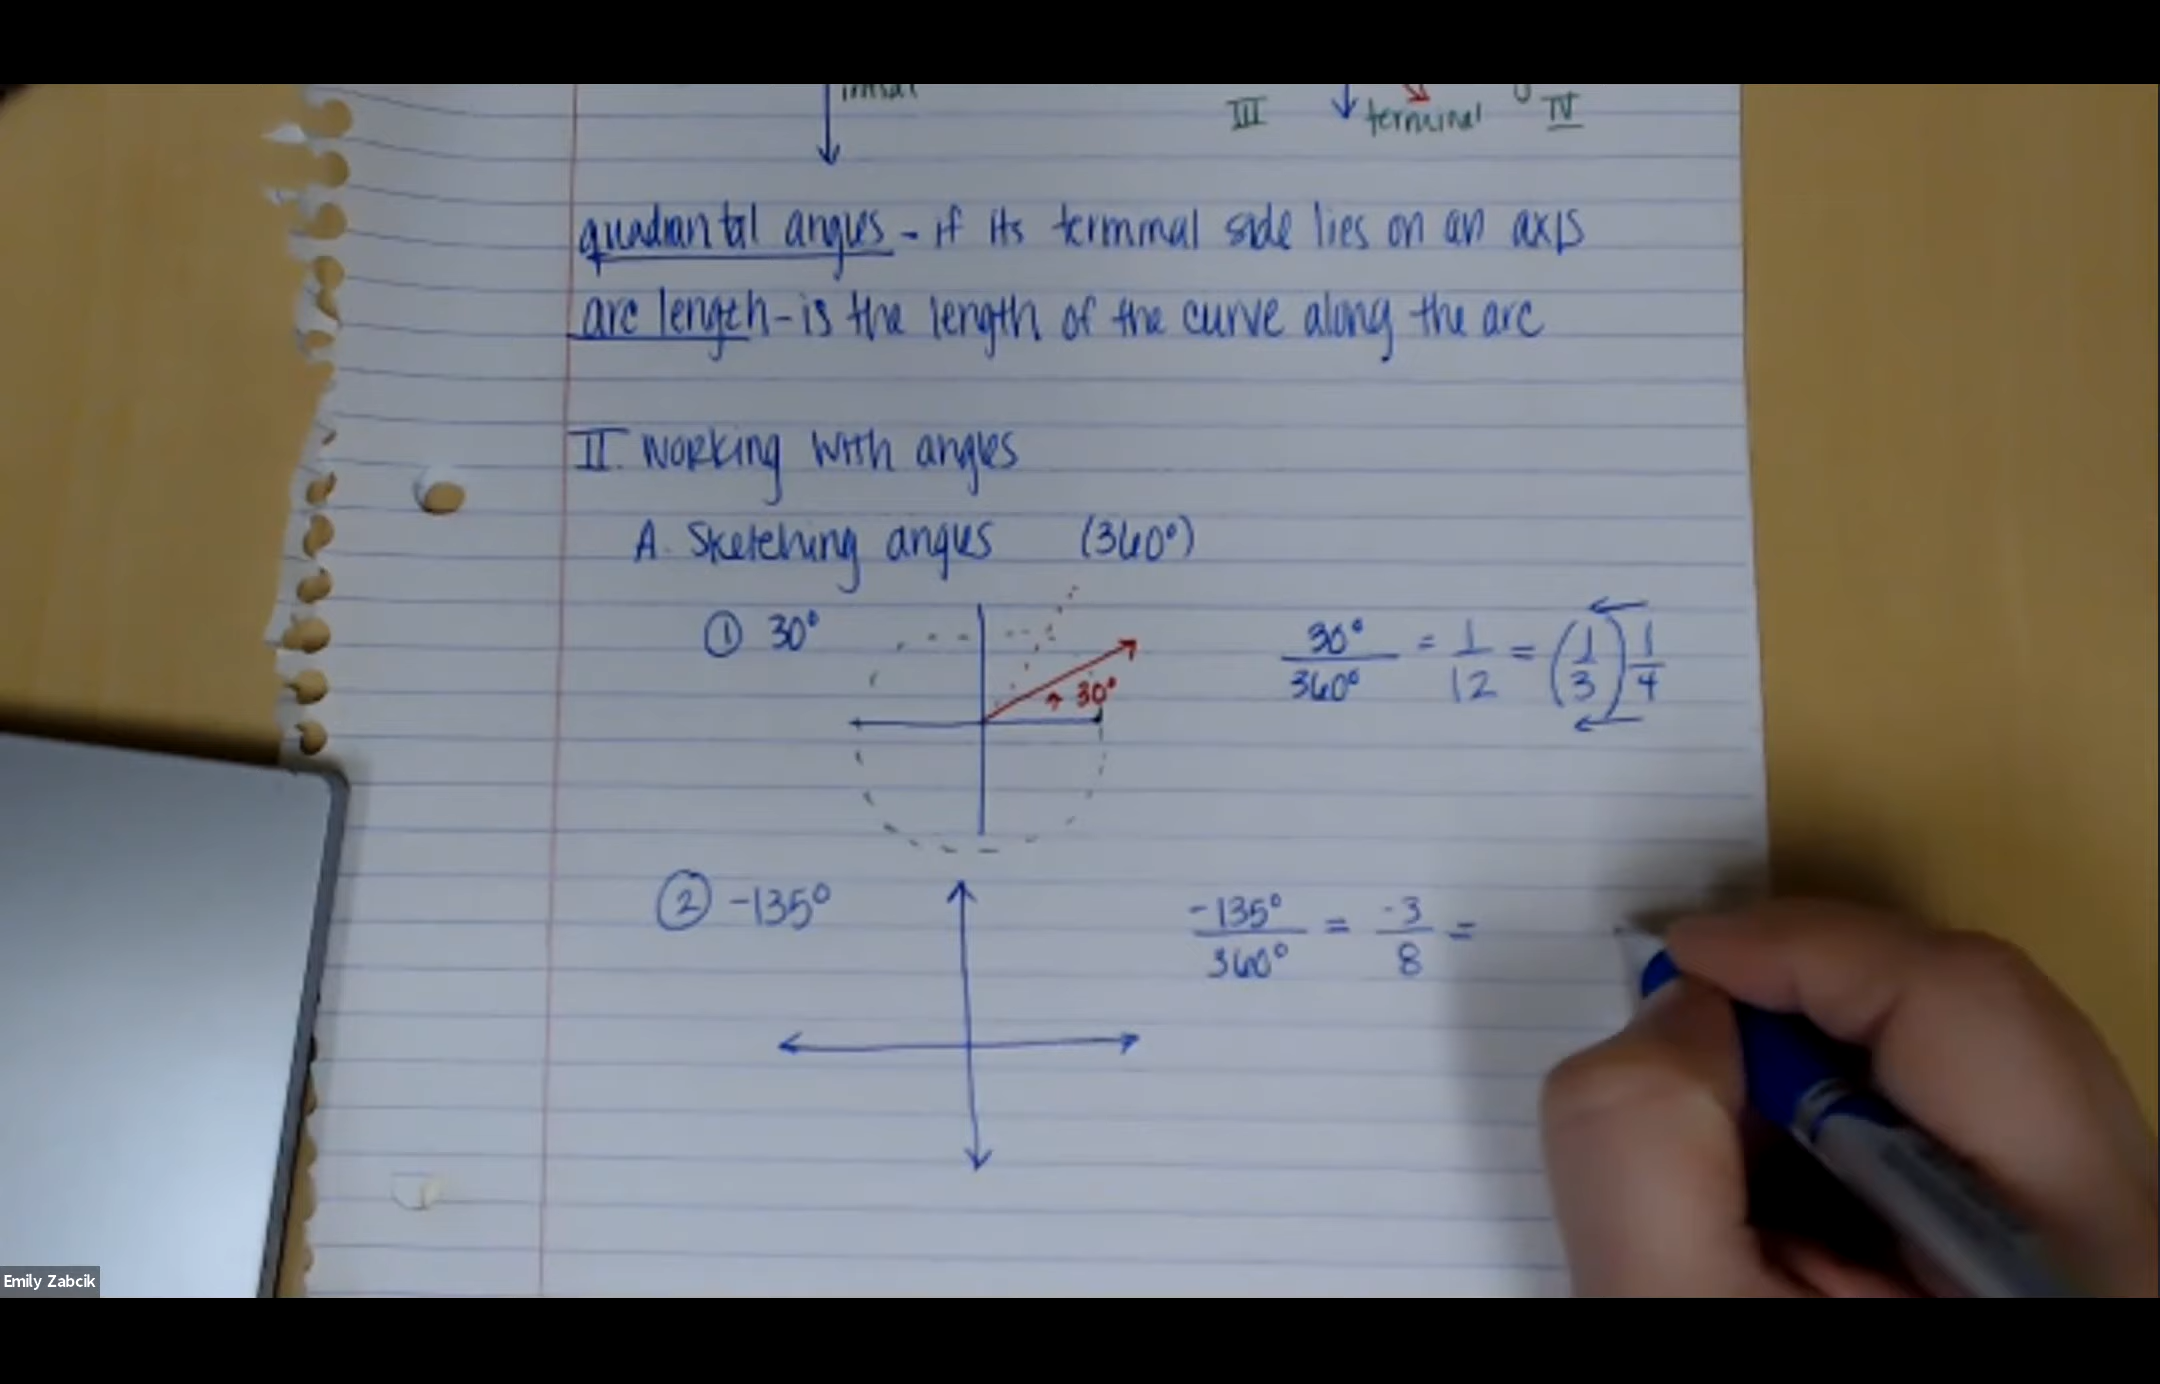 initial
III terminal IV
quadrantal angles - if its terminal side lies on an axis
arc length - is the length of the curve along the arc
II. Working with angles
A. Sketching angles (360°)
① 30°
30°
30°/360° = 1/12 = (1/3) 1/4
② -135°
-135°/360° = -3/8 =
Emily Zabcik